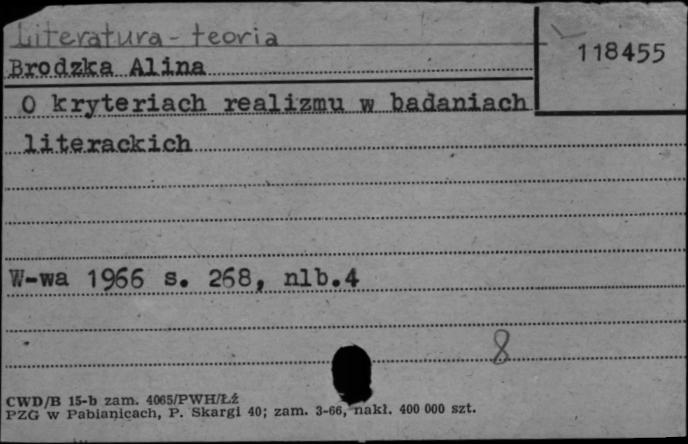 Literatura - teoria
118455
Brodzka Alina
O kryteriach realizmu w badaniach
literackich
W-wa 1966 s. 268, nlb.4
8
CWD/B 15-b zam. 4065/PWH/Łź
PZG w Pabianicach, P. Skargi 40; zam. 3-66, nakł. 400 000 szt.